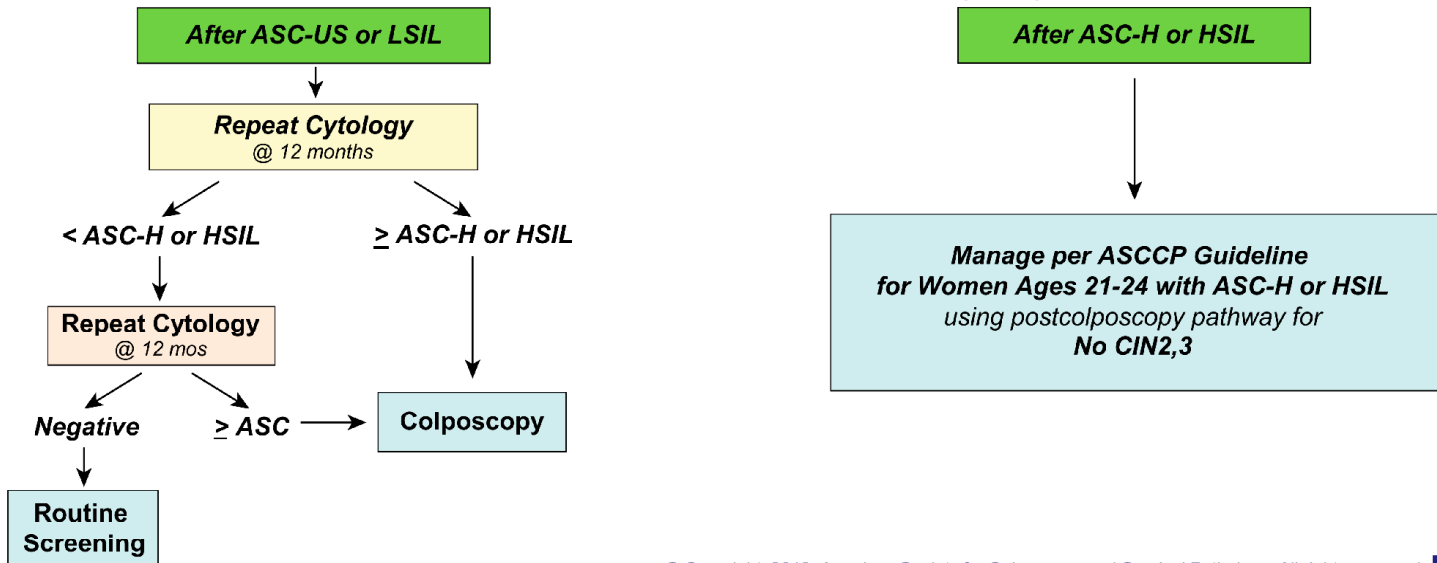 After ASC-US or LSIL
Repeat Cytology
@ 12 months
< ASC-H or HSIL
≥ ASC-H or HSIL
Repeat Cytology
@ 12 mos
Negative
≥ ASC
Colposcopy
Routine
Screening
After ASC-H or HSIL
Manage per ASCCP Guideline
for Women Ages 21-24 with ASC-H or HSIL
using postcolposcopy pathway for
No CIN2,3